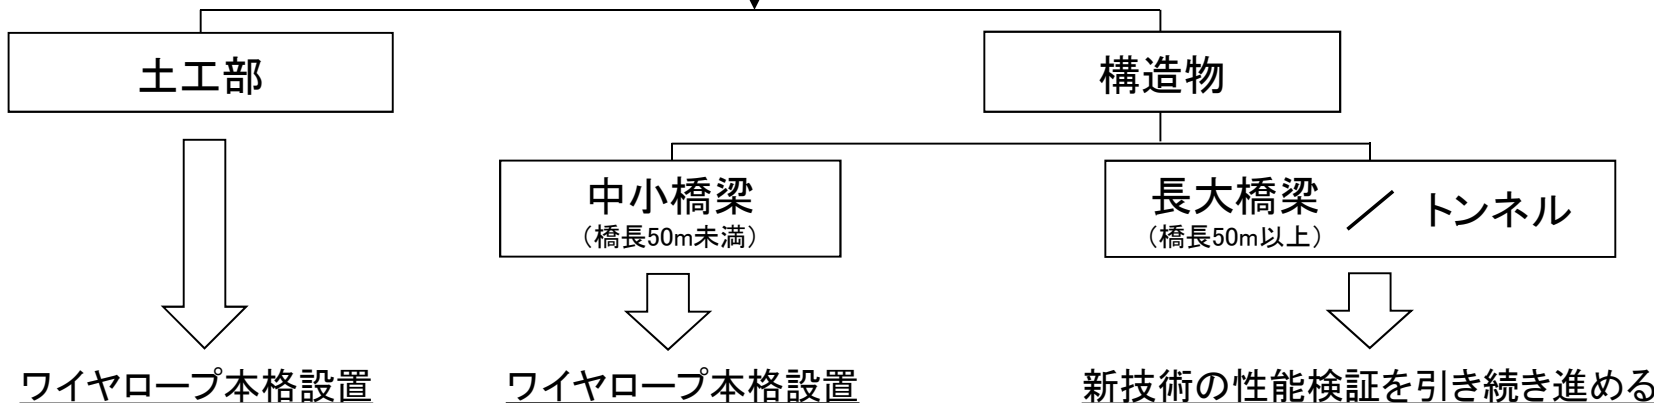 土工部
構造物
中小橋梁
（橋長50m未満）
長大橋梁 ／ トンネル
（橋長50m以上）
ワイヤロープ本格設置
ワイヤロープ本格設置
新技術の性能検証を引き続き進める